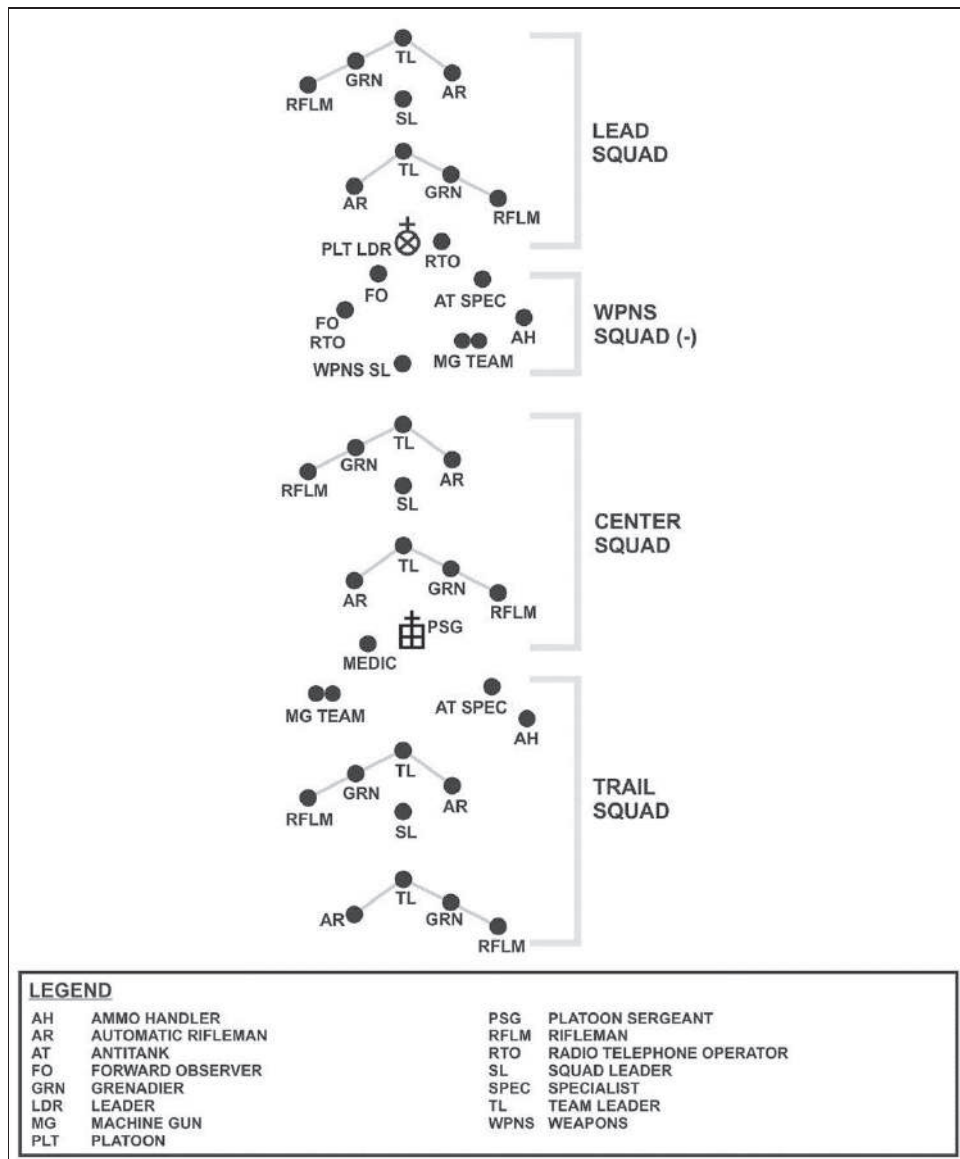 TL
GRN
RFLM
AR
SL
LEAD
SQUAD
TL
AR
GRN
RFLM
PLT LDR
RTO
FO
AT SPEC
FO
RTO
AH
MG TEAM
WPNS SL
WPNS
SQUAD (-)
TL
GRN
RFLM
AR
SL
CENTER
SQUAD
TL
AR
GRN
RFLM
PSG
MEDIC
MG TEAM
AT SPEC
AH
TL
GRN
RFLM
AR
SL
TRAIL
SQUAD
TL
AR
GRN
RFLM
LEGEND
AH AMMO HANDLER
AR AUTOMATIC RIFLEMAN
AT ANTITANK
FO FORWARD OBSERVER
GRN GRENADIER
LDR LEADER
MG MACHINE GUN
PLT PLATOON
PSG PLATOON SERGEANT
RFLM RIFLEMAN
RTO RADIO TELEPHONE OPERATOR
SL SQUAD LEADER
SPEC SPECIALIST
TL TEAM LEADER
WPNS WEAPONS